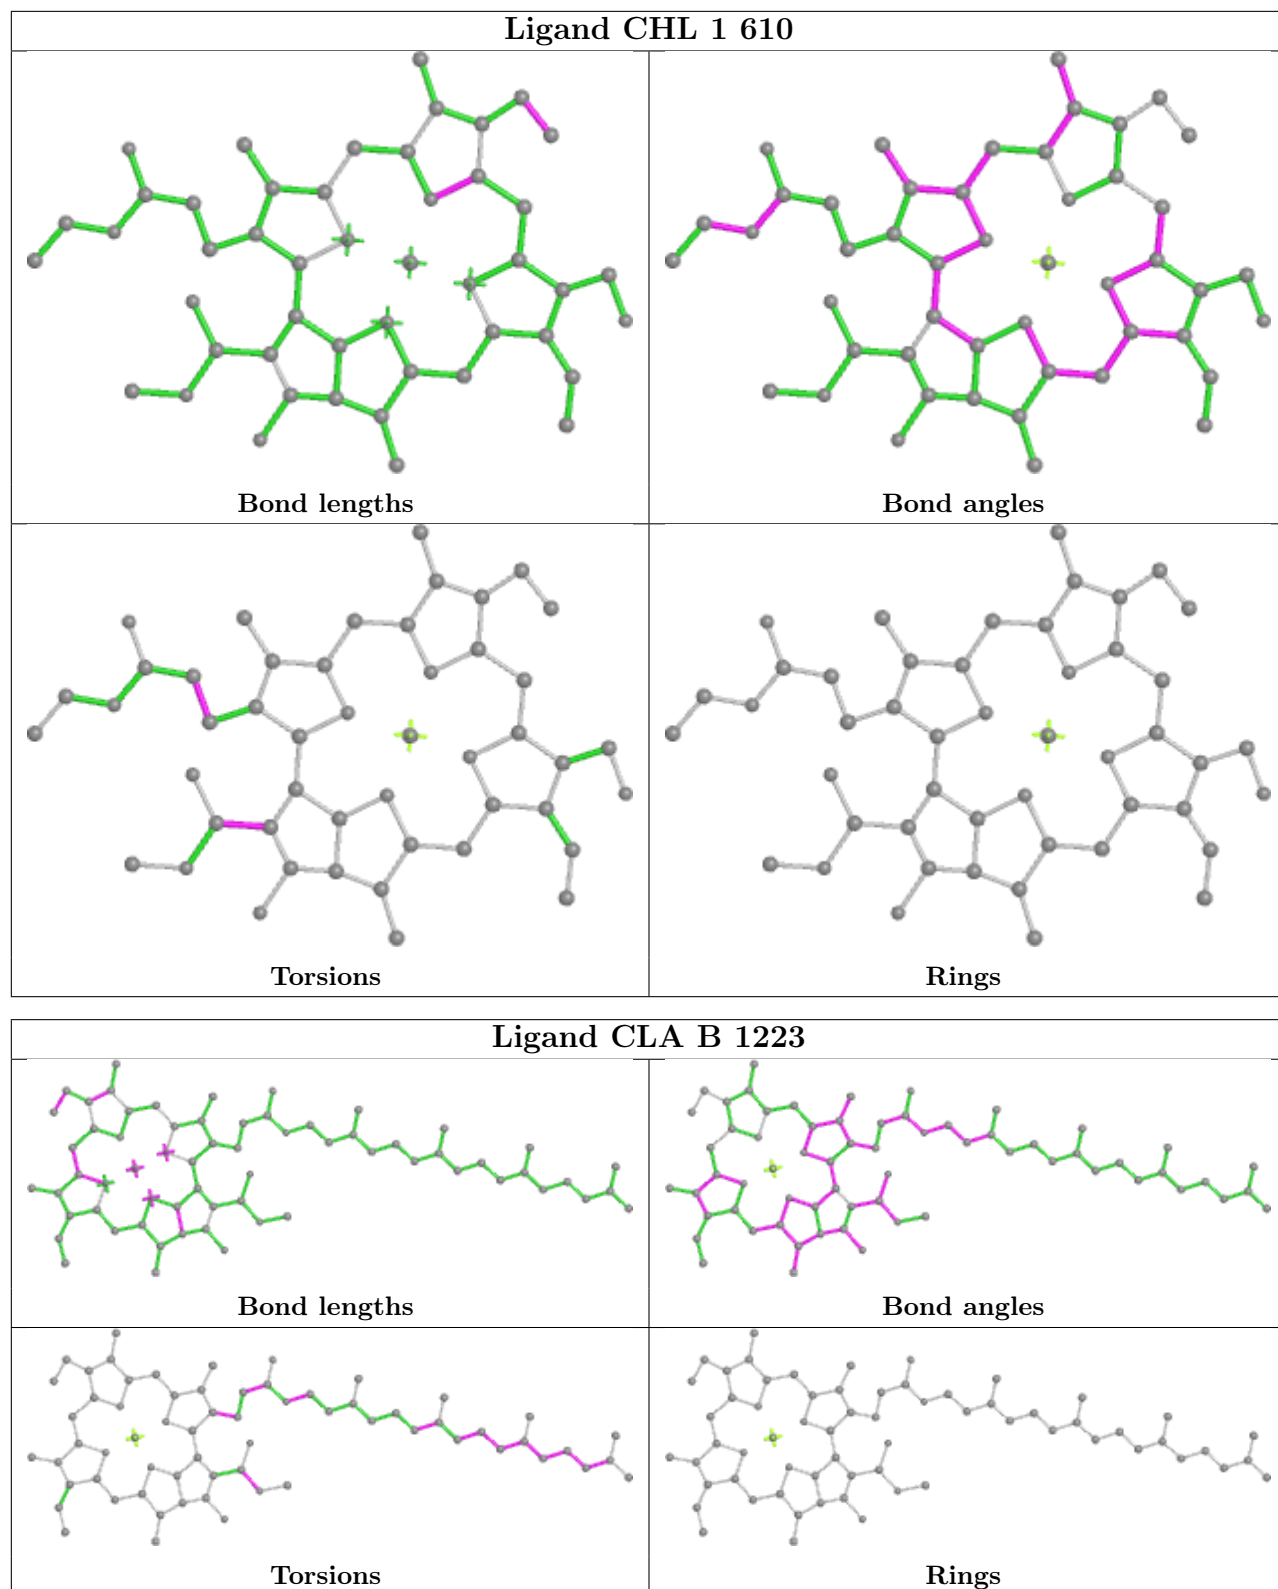 Ligand CHL 1 610
Bond lengths
Bond angles
Torsions
Rings
Ligand CLA B 1223
Bond lengths
Bond angles
Torsions
Rings